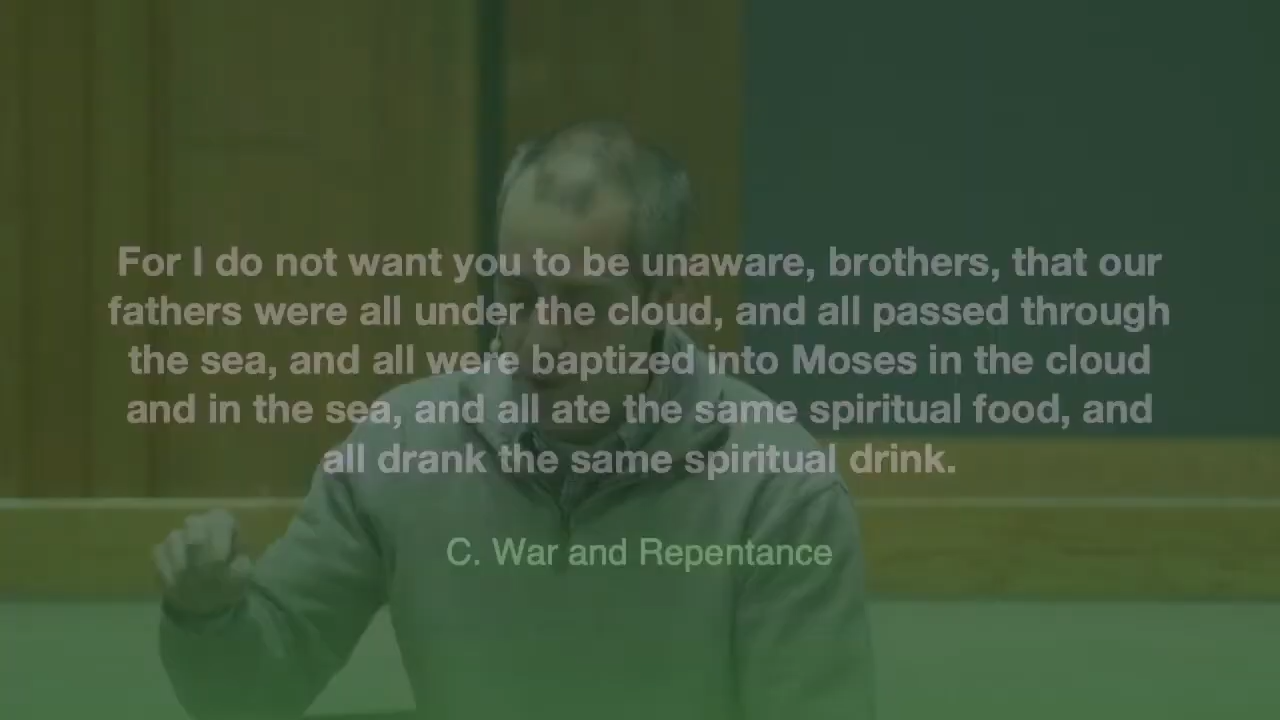 For I do not want you to be unaware, brothers, that our
fathers were all under the cloud, and all passed through
the sea, and all were baptized into Moses in the cloud
and in the sea, and all ate the same spiritual food, and
all drank the same spiritual drink.
C. War and Repentance